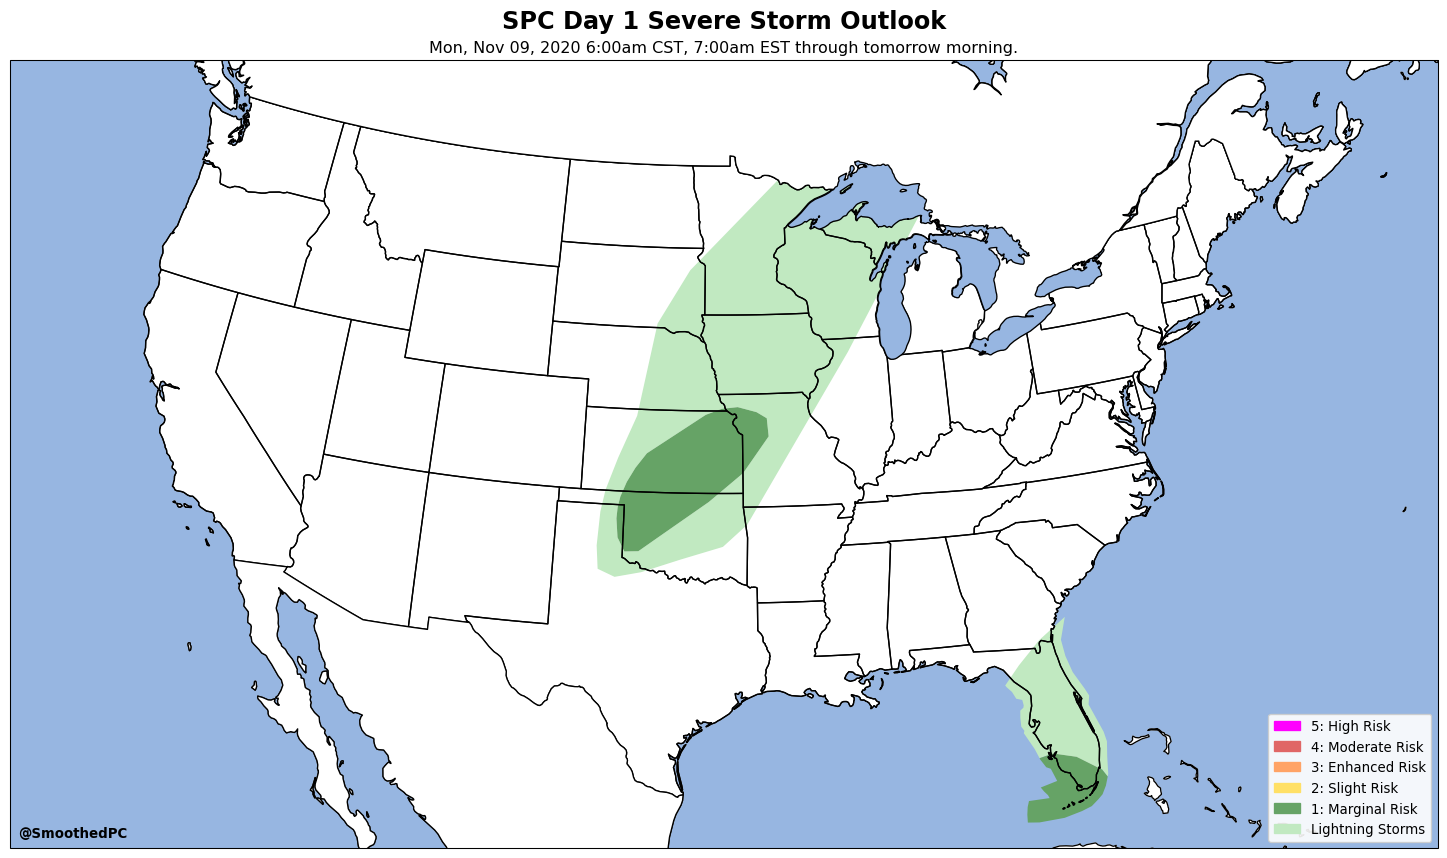 SPC Day 1 Severe Storm Outlook
Mon, Nov 09, 2020 6:00am CST, 7:00am EST through tomorrow morning.
5: High Risk
4: Moderate Risk
3: Enhanced Risk
2: Slight Risk
1: Marginal Risk
Lightning Storms
@SmoothedPC